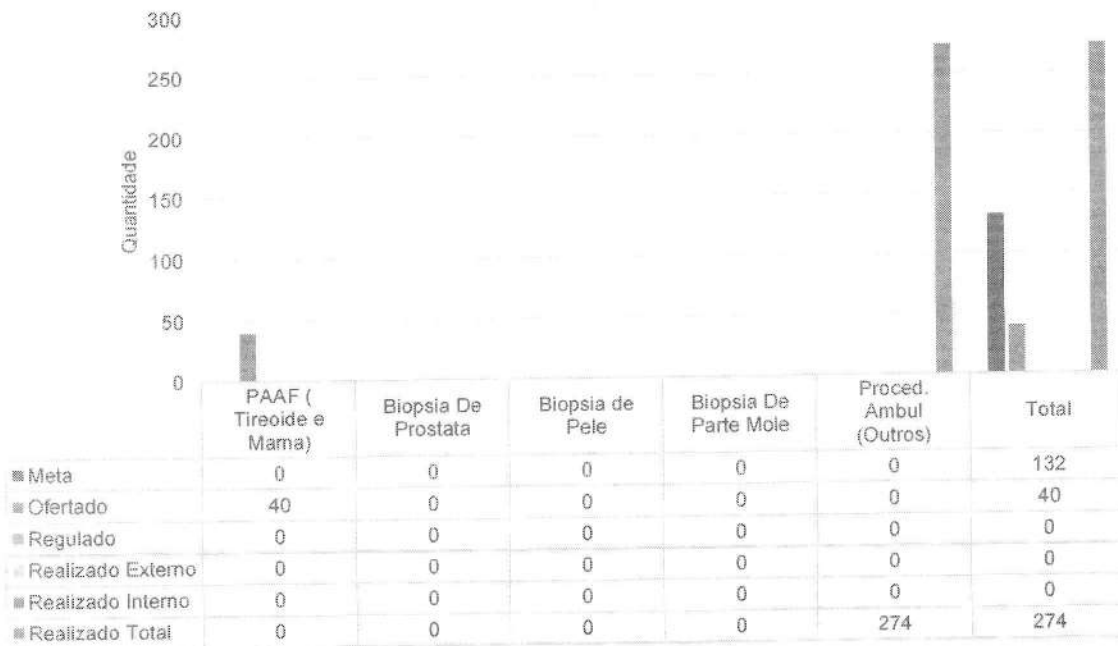 300
250
200
150
100
50
0
Quantidade
PAAF (
Tireoide e
Mama)
Biopsia De
Prostata
Biopsia de
Pele
Biopsia De
Parte Mole
Proced.
Ambul
(Outros)
Total
Meta 0 0 0 0 0 132
Ofertado 40 0 0 0 0 40
Regulado 0 0 0 0 0 0
Realizado Externo 0 0 0 0 0 0
Realizado Interno 0 0 0 0 0 0
Realizado Total 0 0 0 0 274 274